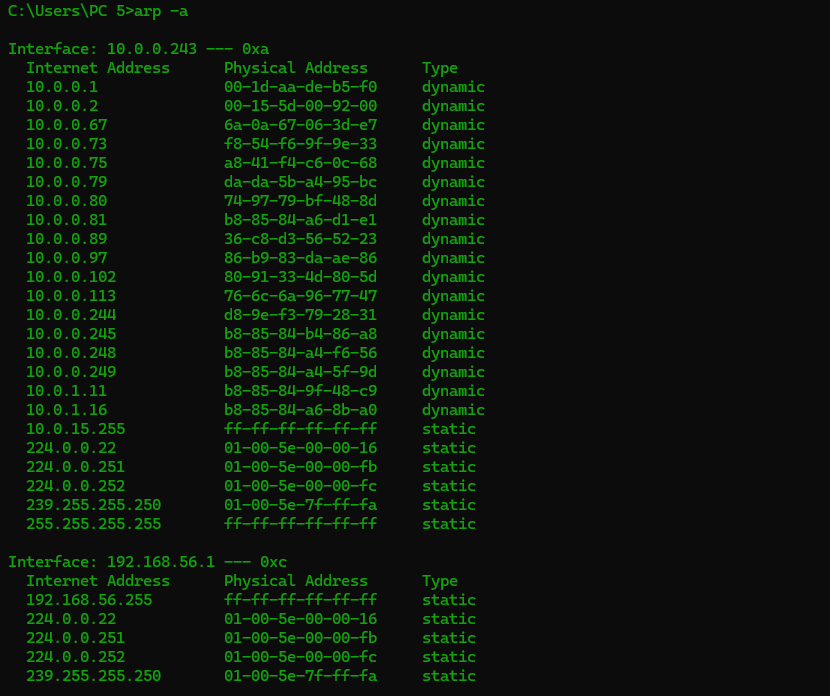 C:\Users\PC 5>arp -a
Interface: 10.0.0.243 --- 0xa
Internet Address Physical Address Type
10.0.0.1 00-1d-aa-de-b5-f0 dynamic
10.0.0.2 00-15-5d-00-92-00 dynamic
10.0.0.67 6a-0a-67-06-3d-e7 dynamic
10.0.0.73 f8-54-f6-9f-9e-33 dynamic
10.0.0.75 a8-41-f4-c6-0c-68 dynamic
10.0.0.79 da-da-5b-a4-95-bc dynamic
10.0.0.80 74-97-79-bf-48-8d dynamic
10.0.0.81 b8-85-84-a6-d1-e1 dynamic
10.0.0.89 36-c8-d3-56-52-23 dynamic
10.0.0.97 86-b9-83-da-ae-86 dynamic
10.0.0.102 80-91-33-4d-80-5d dynamic
10.0.0.113 76-6c-6a-96-77-47 dynamic
10.0.0.244 d8-9e-f3-79-28-31 dynamic
10.0.0.245 b8-85-84-b4-86-a8 dynamic
10.0.0.248 b8-85-84-a4-f6-56 dynamic
10.0.0.249 b8-85-84-a4-5f-9d dynamic
10.0.1.11 b8-85-84-9f-48-c9 dynamic
10.0.1.16 b8-85-84-a6-8b-a0 dynamic
10.0.15.255 ff-ff-ff-ff-ff-ff static
224.0.0.22 01-00-5e-00-00-16 static
224.0.0.251 01-00-5e-00-00-fb static
224.0.0.252 01-00-5e-00-00-fc static
239.255.255.250 01-00-5e-7f-ff-fa static
255.255.255.255 ff-ff-ff-ff-ff-ff static
Interface: 192.168.56.1 --- 0xc
Internet Address Physical Address Type
192.168.56.255 ff-ff-ff-ff-ff-ff static
224.0.0.22 01-00-5e-00-00-16 static
224.0.0.251 01-00-5e-00-00-fb static
224.0.0.252 01-00-5e-00-00-fc static
239.255.255.250 01-00-5e-7f-ff-fa static